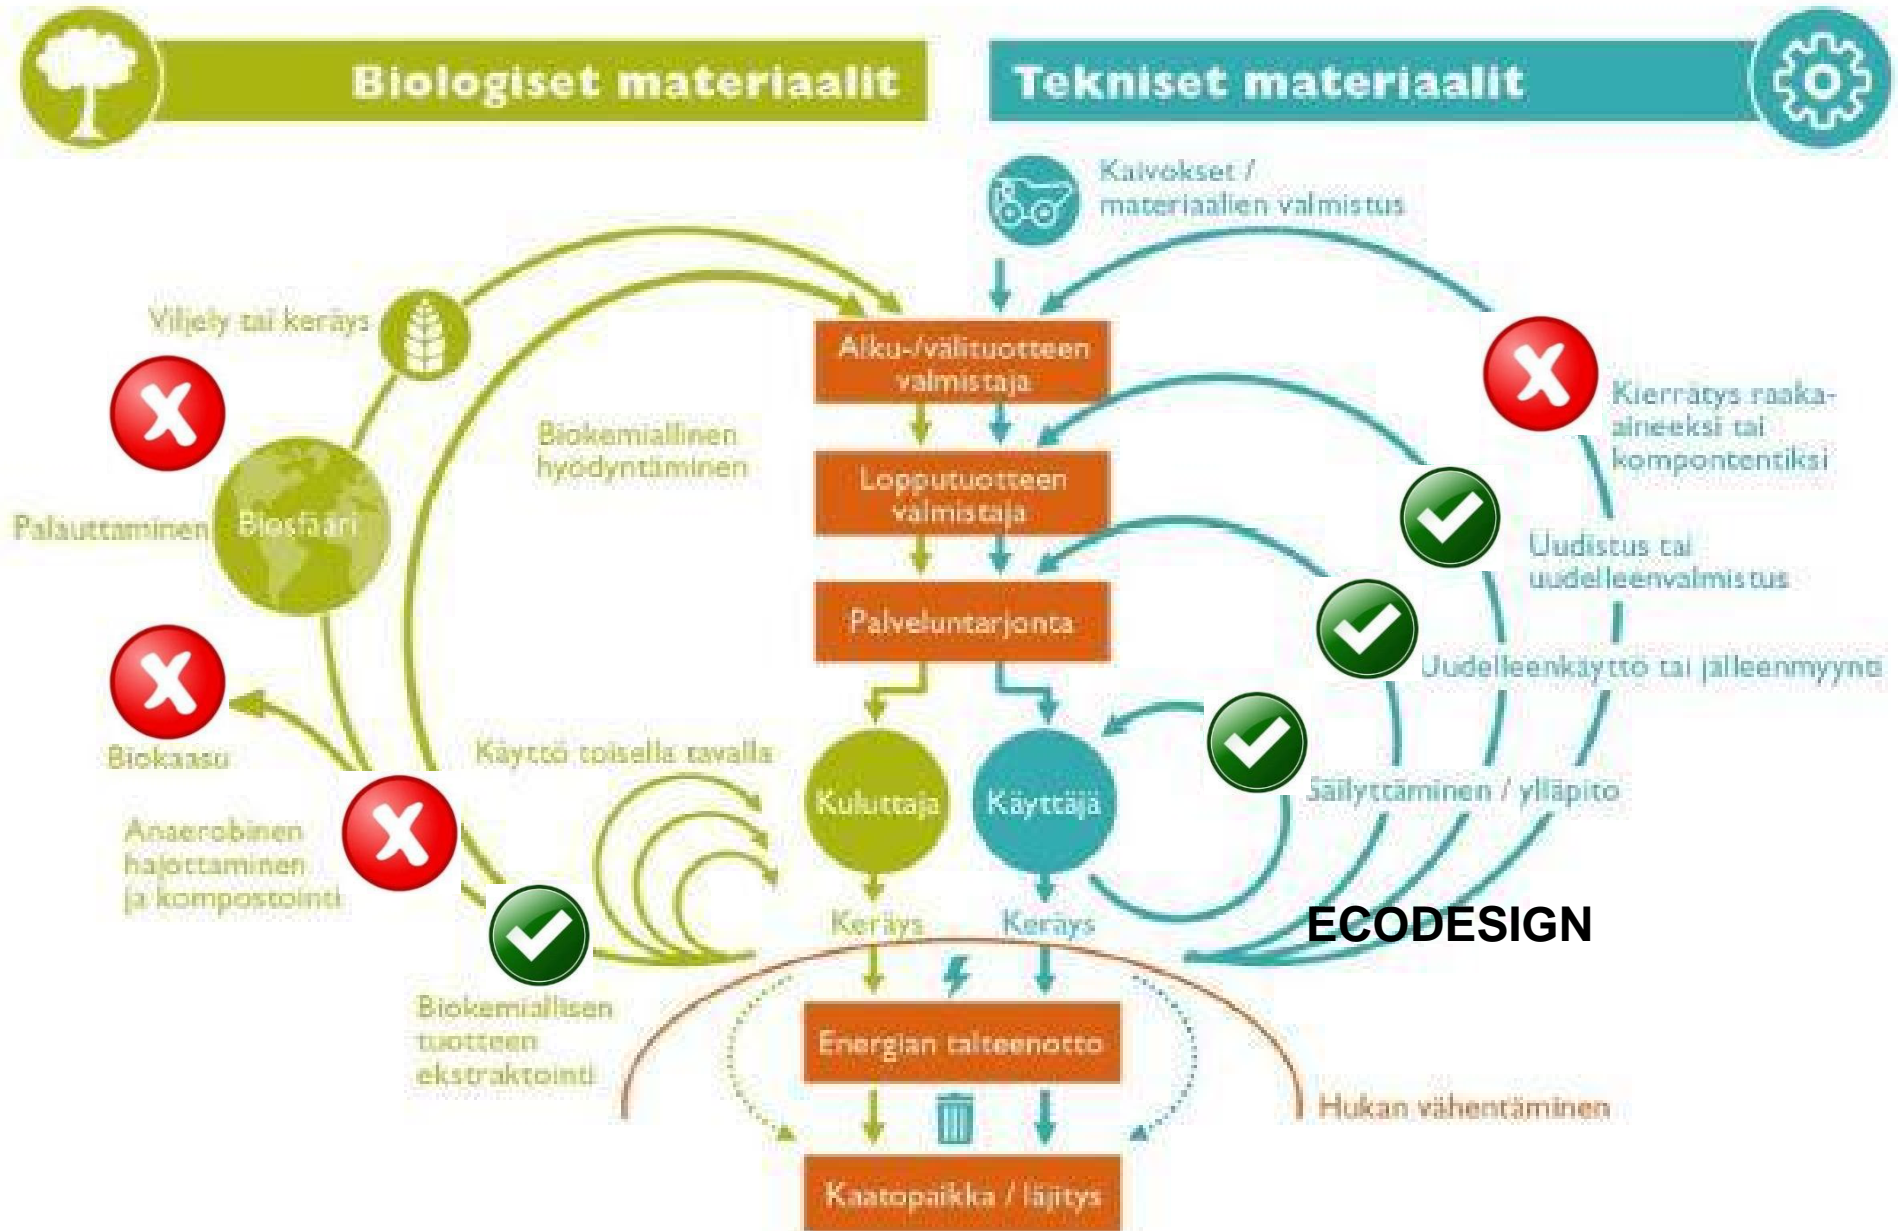 Biologiset materiaalit
Tekniset materiaalit
Kaivokset /
materiaalien valmistus
Viljely tai keräys
Alku-/välituotteen
valmistaja
Kierrätys raaka-
aineeksi tai
kompontentiksi
Biokemiallinen
hyödyntäminen
Lopputuotteen
valmistaja
Palauttaminen
Biosfääri
Uudistus tai
uudelleenvalmistus
Palveluntarjonta
Uudelleenkäyttö tai jälleenmyynti
Biokaasu
Käyttö toisella tavalla
Kuluttaja
Käyttäjä
Säilyttäminen / ylläpito
Anaerobinen
hajottaminen
ja kompostointi
Keräys
Keräys
ECODESIGN
Biokemiallisen
tuotteen
ekstraktointi
Energian talteenotto
Hukan vähentäminen
Kaatopaikka / läjitys